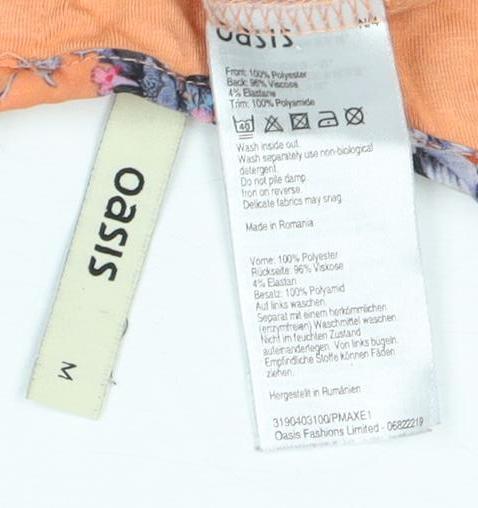 oasis
Front: 100% Polyester
Back: 96% Viscose
4% Elastane
Trim: 100% Polyamide
40
Wash inside out.
Wash separately use non-biological
detergent.
Do not pile damp
Iron on reverse.
Delicate fabrics may snag.
Made in Romania
Vorne: 100% Polyester
Rückseite: 96% Viskose
4% Elastan
Besatz: 100% Polyamid
Auf links waschen.
Separat mit einem herkömmlichen
(enzymfreien) Waschmittel waschen.
Nicht im feuchten Zustand
aufeinanderlegen. Von links bügeln.
Empfindliche Stoffe können Fäden
ziehen.
Hergestellt in Rumänien
3190403100/PMAXE1
Oasis Fashions Limited - 06822219
oasis
M